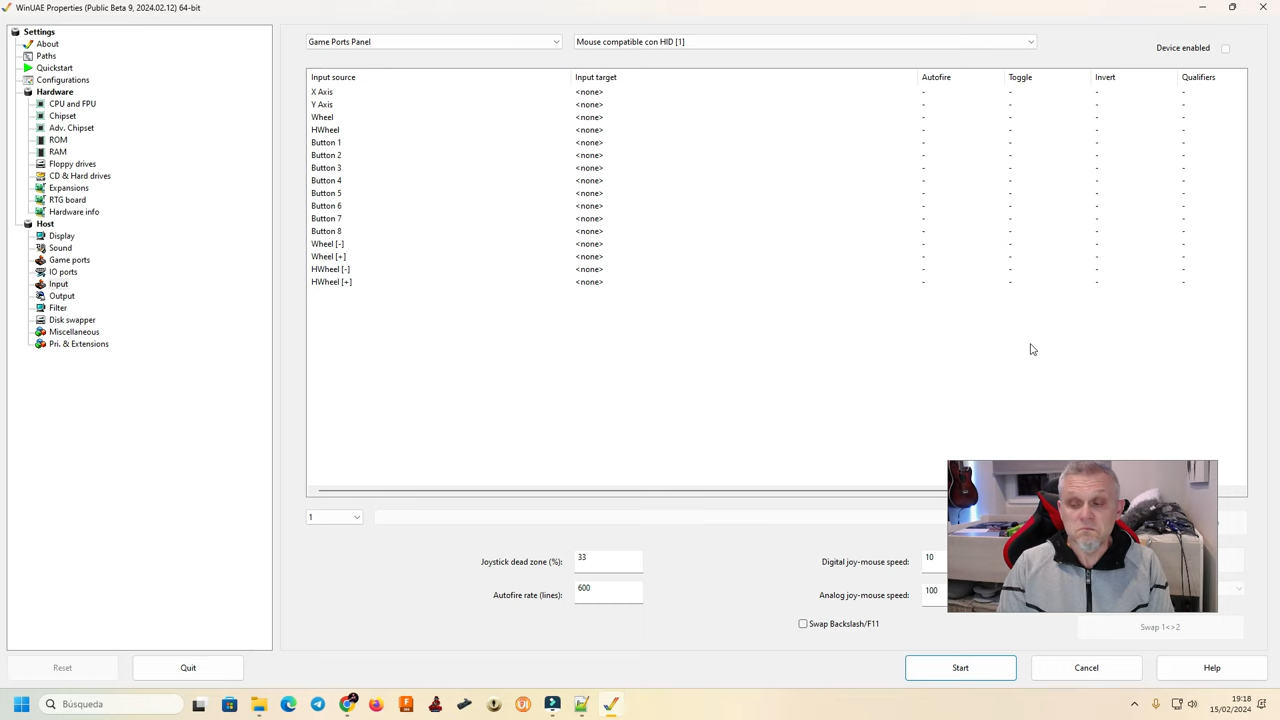 WinUAE Properties (Public Beta 9, 2024.02.12) 64-bit
Settings
About
Paths
Quickstart
Configurations
Hardware
CPU and FPU
Chipset
Adv. Chipset
ROM
RAM
Floppy drives
CD & Hard drives
Expansions
RTG board
Hardware info
Host
Display
Sound
Game ports
IO ports
Input
Output
Filter
Disk swapper
Miscellaneous
Pri. & Extensions
Game Ports Panel Mouse compatible con HID [1] Device enabled
Input source Input target Autofire Toggle Invert Qualifiers
X Axis <none> - - - -
Y Axis <none> - - - -
Wheel <none> - - - -
HWheel <none> - - - -
Button 1 <none> - - - -
Button 2 <none> - - - -
Button 3 <none> - - - -
Button 4 <none> - - - -
Button 5 <none> - - - -
Button 6 <none> - - - -
Button 7 <none> - - - -
Button 8 <none> - - - -
Wheel [-] <none> - - - -
Wheel [+] <none> - - - -
HWheel [-] <none> - - - -
HWheel [+] <none> - - - -
1
Joystick dead zone (%): 33 Digital joy-mouse speed: 10
Autofire rate (lines): 600 Analog joy-mouse speed: 100
Swap Backslash/F11 Swap 1<>2
Reset Quit Start Cancel Help
Búsqueda
19:18
15/02/2024